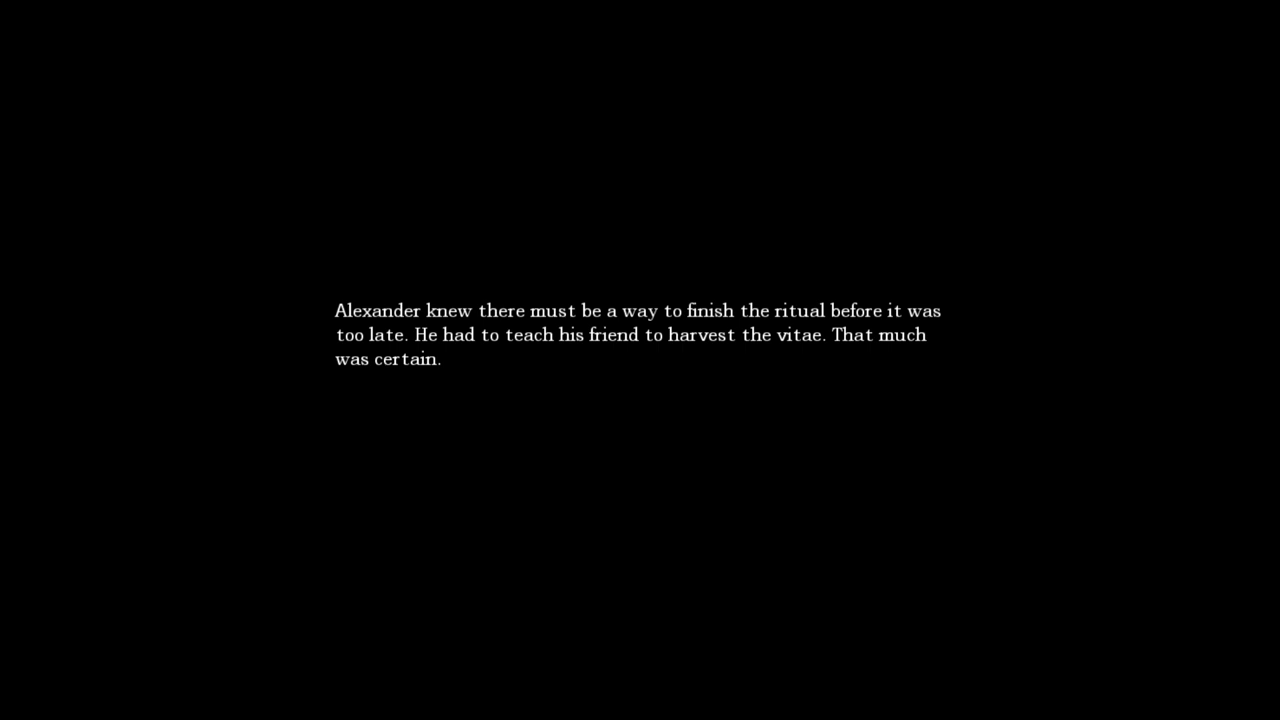 Alexander knew there must be a way to finish the ritual before it was
too late. He had to teach his friend to harvest the vitae. That much
was certain.